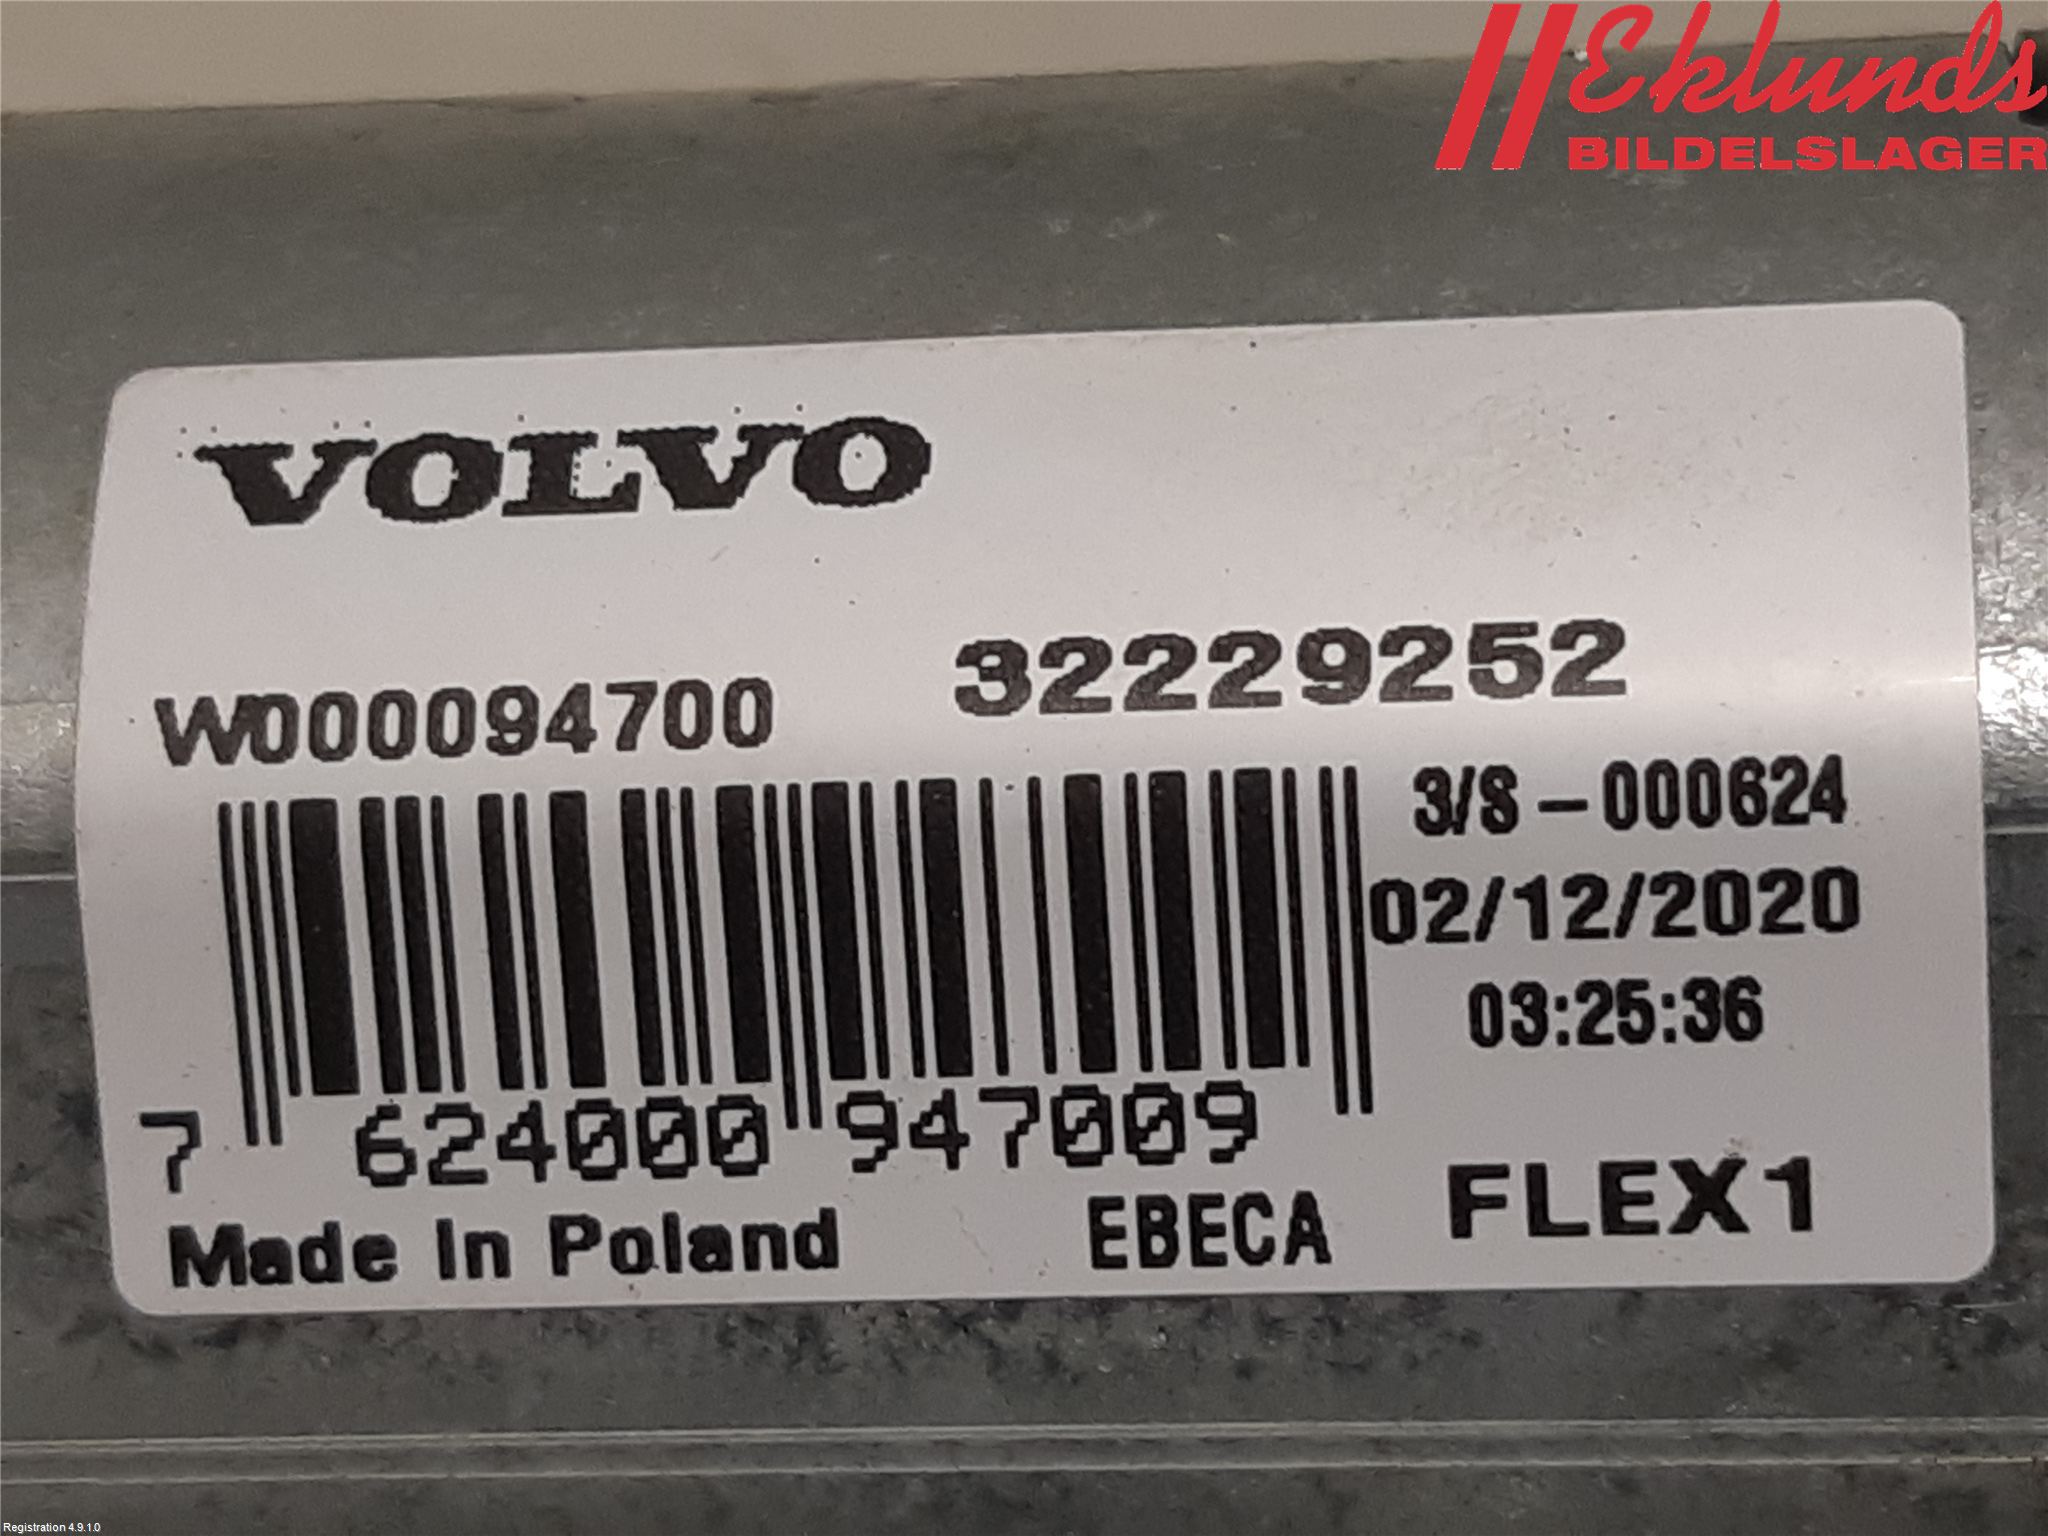 Eklunds
BILDELSLAGER
VOLVO
W000094700 32229252
3/S-000624
02/12/2020
03:25:36
7 624000 947009
Made In Poland EBECA FLEX1
Registration 4.9.1.0